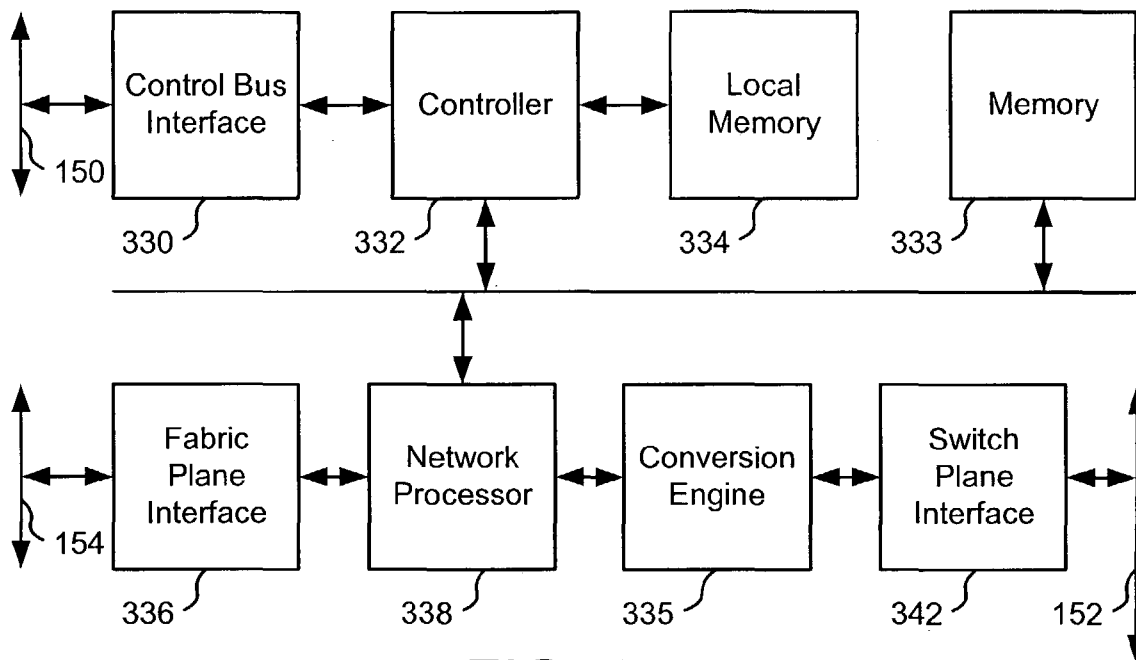 Control Bus
Interface
Controller
Local
Memory
Memory
150
330
332
334
333
Fabric
Plane
Interface
Network
Processor
Conversion
Engine
Switch
Plane
Interface
154
336
338
335
342
152